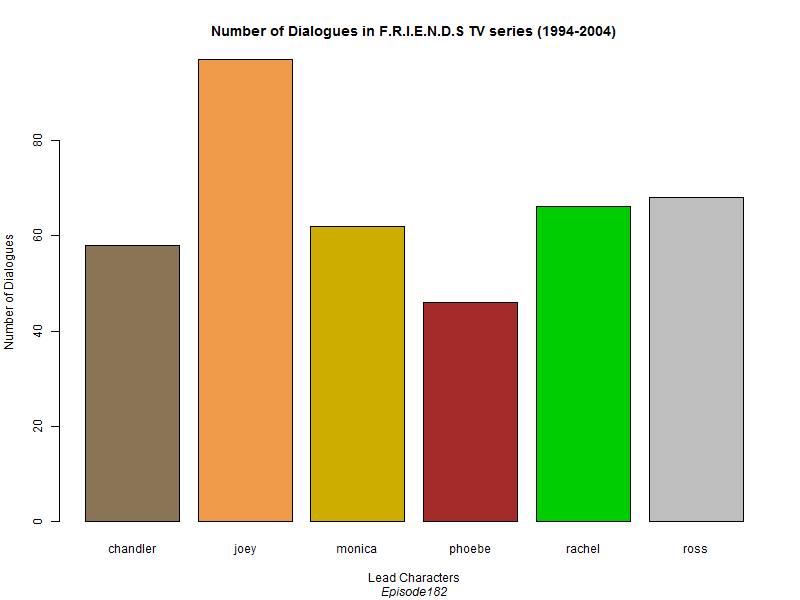 Number of Dialogues in F.R.I.E.N.D.S TV series (1994-2004)
Number of Dialogues
80
60
40
20
0
chandler joey monica phoebe rachel ross
Lead Characters
Episode182